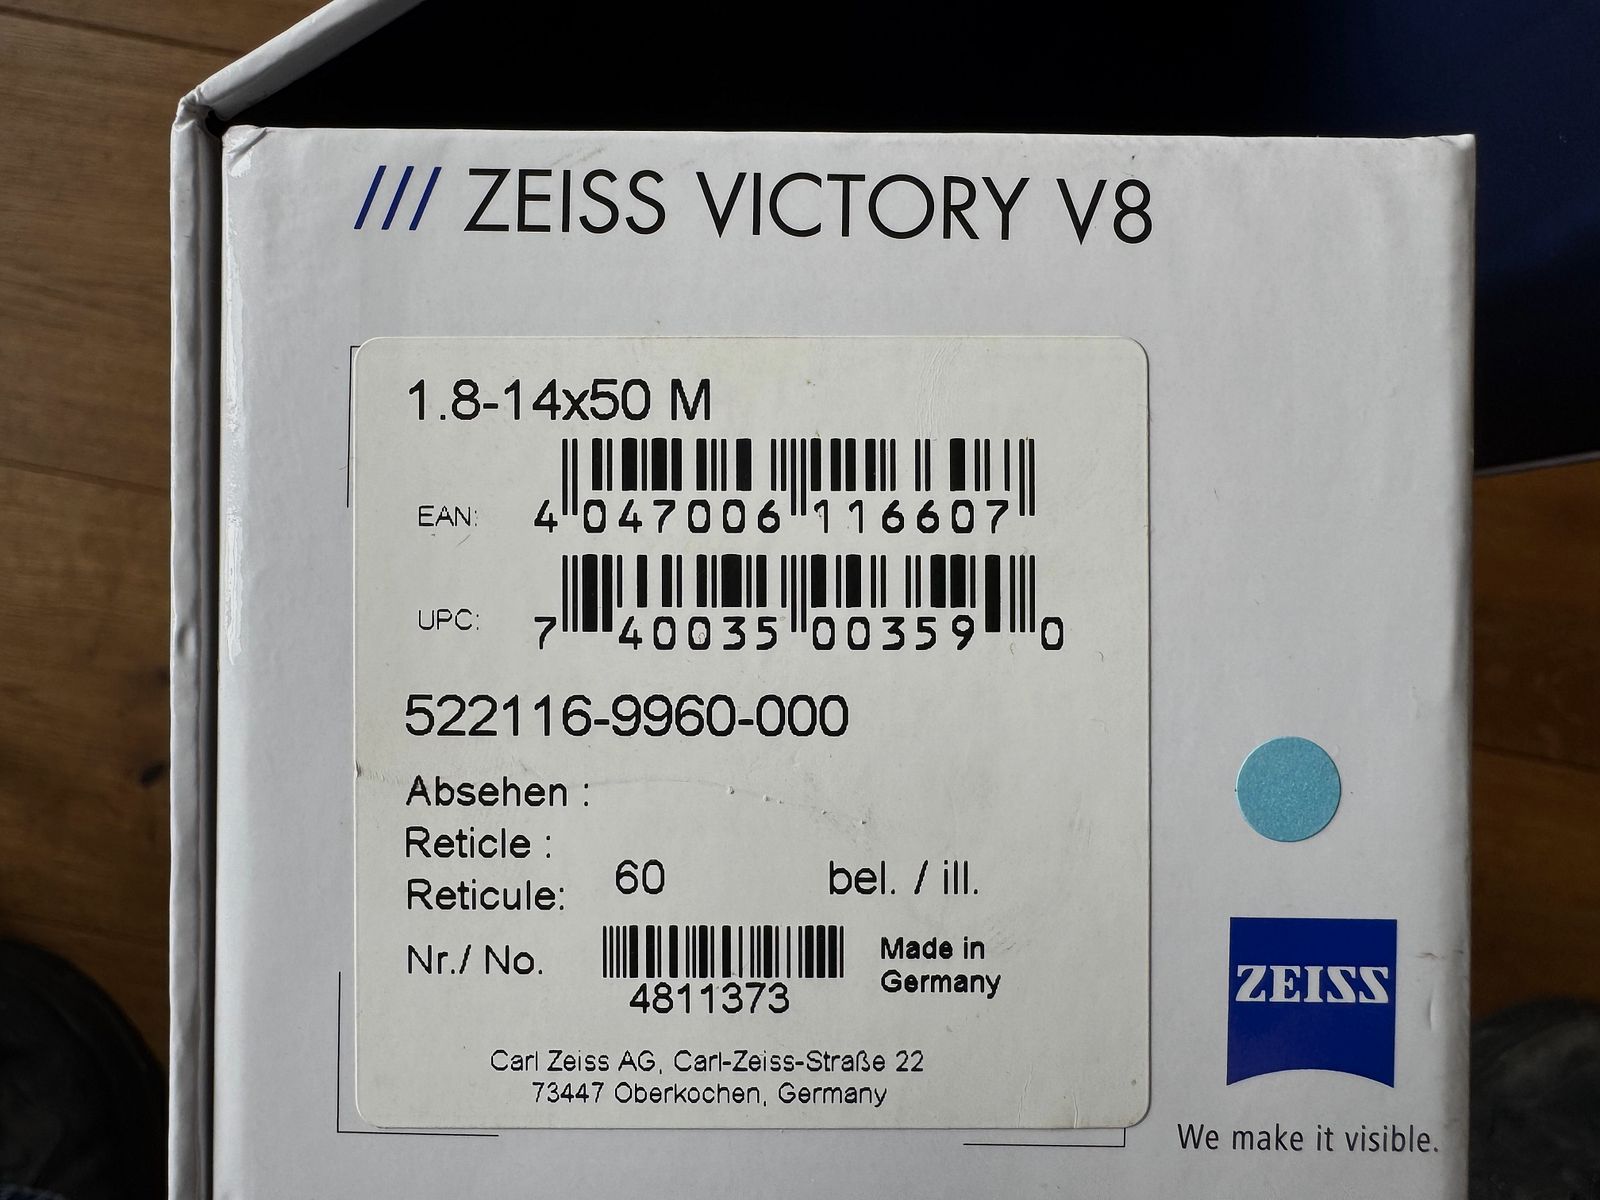 /// ZEISS VICTORY V8
1.8-14x50 M
EAN: 4 047006 116607
UPC: 7 40035 00359 0
522116-9960-000
Absehen :
Reticle :
Reticule: 60 bel. / ill.
Nr./ No. 4811373 Made in Germany
Carl Zeiss AG, Carl-Zeiss-Straße 22
73447 Oberkochen, Germany
ZEISS
We make it visible.